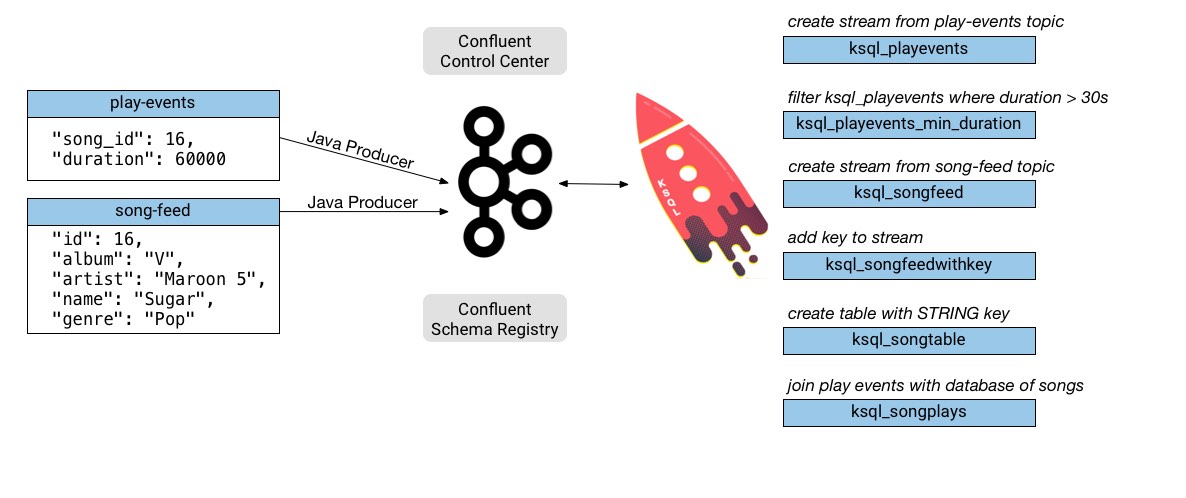 play-events
"song_id": 16,
"duration": 60000
song-feed
"id": 16,
"album": "V",
"artist": "Maroon 5",
"name": "Sugar",
"genre": "Pop"
Java Producer
Java Producer
Confluent
Control Center
Confluent
Schema Registry
KSQL
create stream from play-events topic
ksql_playevents
filter ksql_playevents where duration > 30s
ksql_playevents_min_duration
create stream from song-feed topic
ksql_songfeed
add key to stream
ksql_songfeedwithkey
create table with STRING key
ksql_songtable
join play events with database of songs
ksql_songplays